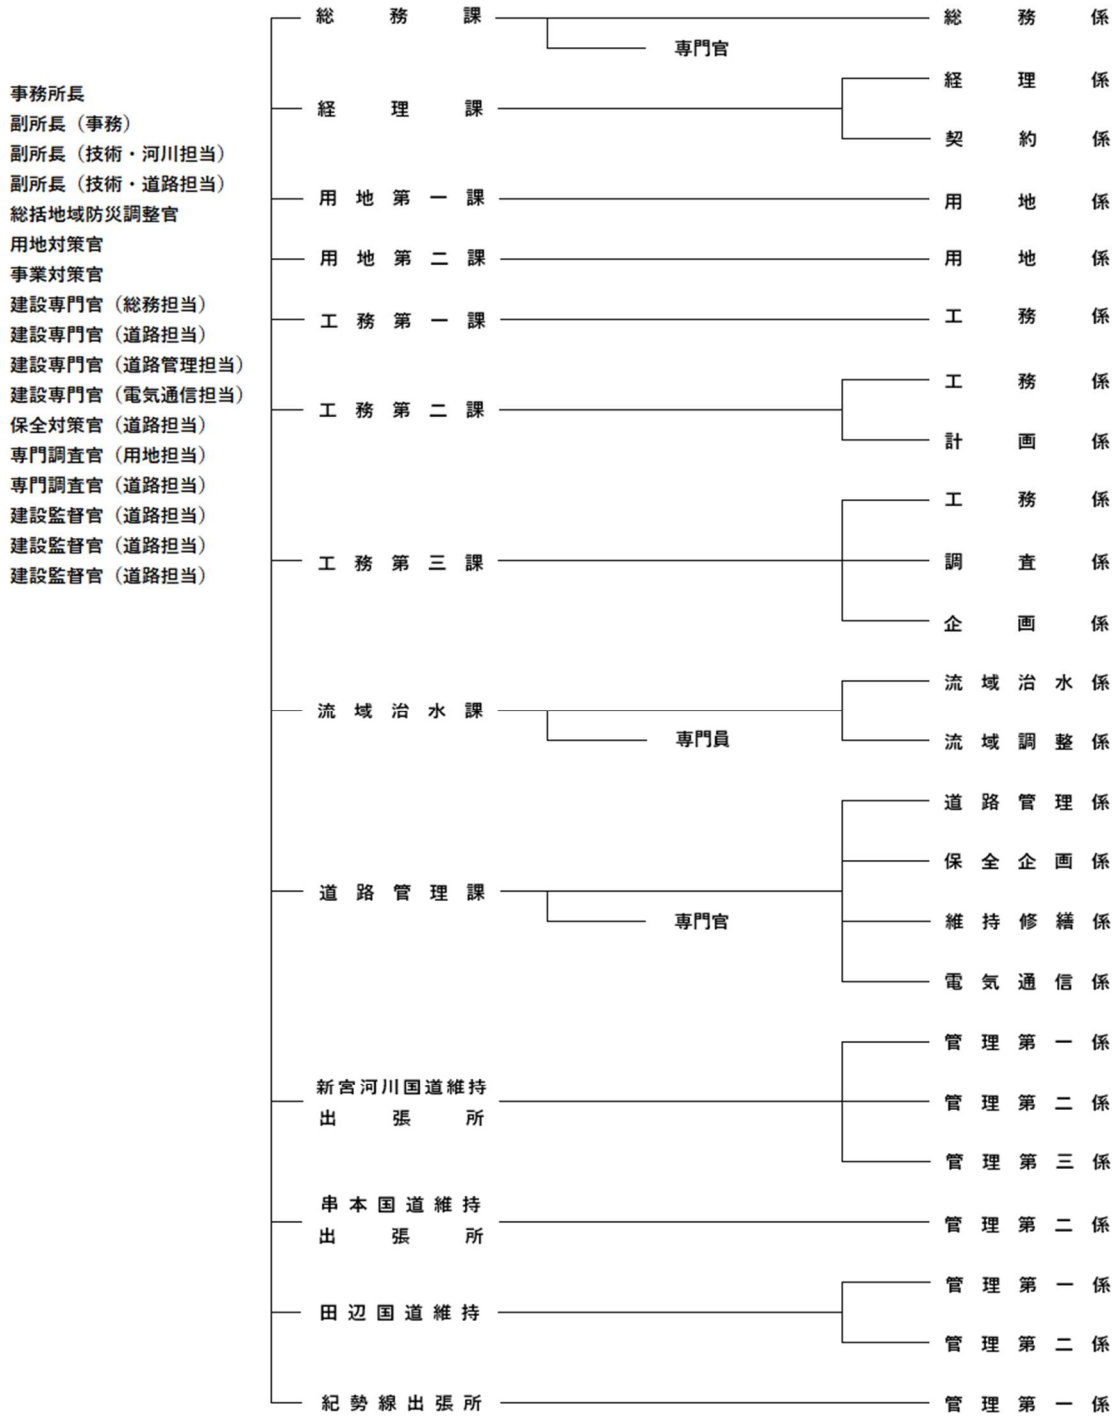 事務所長
副所長（事務）
副所長（技術・河川担当）
副所長（技術・道路担当）
総括地域防災調整官
用地対策官
事業対策官
建設専門官（総務担当）
建設専門官（道路担当）
建設専門官（道路管理担当）
建設専門官（電気通信担当）
保全対策官（道路担当）
専門調査官（用地担当）
専門調査官（道路担当）
建設監督官（道路担当）
建設監督官（道路担当）
建設監督官（道路担当）
総務課
専門官
総務係
経理課
経理係
契約係
用地第一課
用地係
用地第二課
用地係
工務第一課
工務係
工務第二課
工務係
計画係
工務第三課
工務係
調査係
企画係
流域治水課
専門員
流域治水係
流域調整係
道路管理課
専門官
道路管理係
保全企画係
維持修繕係
電気通信係
新宮河川国道維持
出張所
管理第一係
管理第二係
管理第三係
串本国道維持
出張所
管理第二係
田辺国道維持
管理第一係
管理第二係
紀勢線出張所
管理第一係